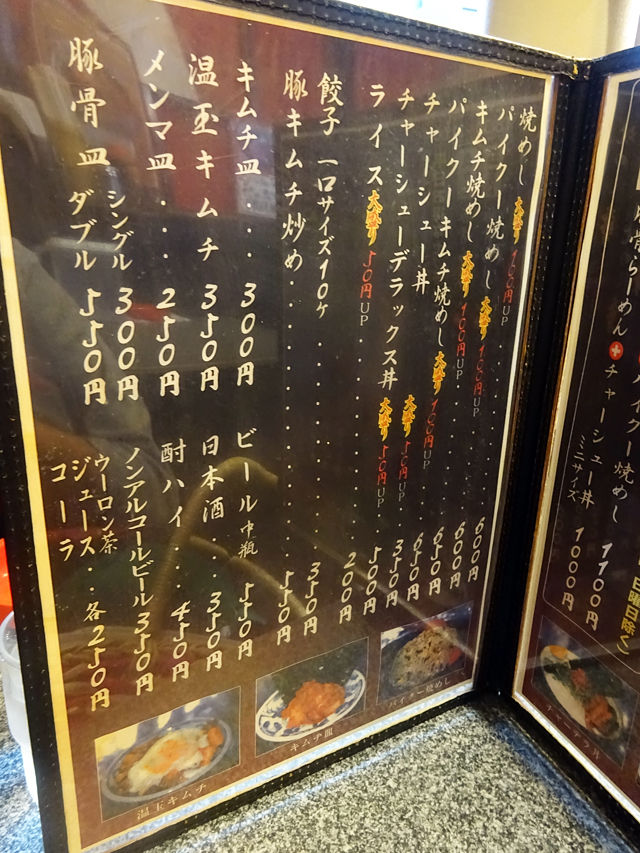 らーめん
イクー焼めし 1100円
チャーシュー丼 ミニサイズ 1000円
曜日除く
焼めし 大盛り 100円UP 600円
パイクー焼めし 大盛り 100円UP 600円
キムチ焼めし 大盛り 100円UP 650円
パイクーキムチ焼めし 大盛り 100円UP 650円
チャーシュー丼 大盛り 50円UP 350円
チャーシューデラックス丼 大盛り 50円UP 500円
ライス 大盛り 50円UP 200円
餃子 一口サイズ10ヶ 350円
豚キムチ炒め 550円
キムチ皿 300円
温玉キムチ 350円
メンマ皿 250円
豚骨皿 シングル 300円
ダブル 550円
ビール 中瓶 550円
日本酒 350円
酎ハイ 450円
ノンアルコールビール 350円
ウーロン茶
ジュース 各250円
コーラ
パイクー焼めし
キムチ皿
温玉キムチ